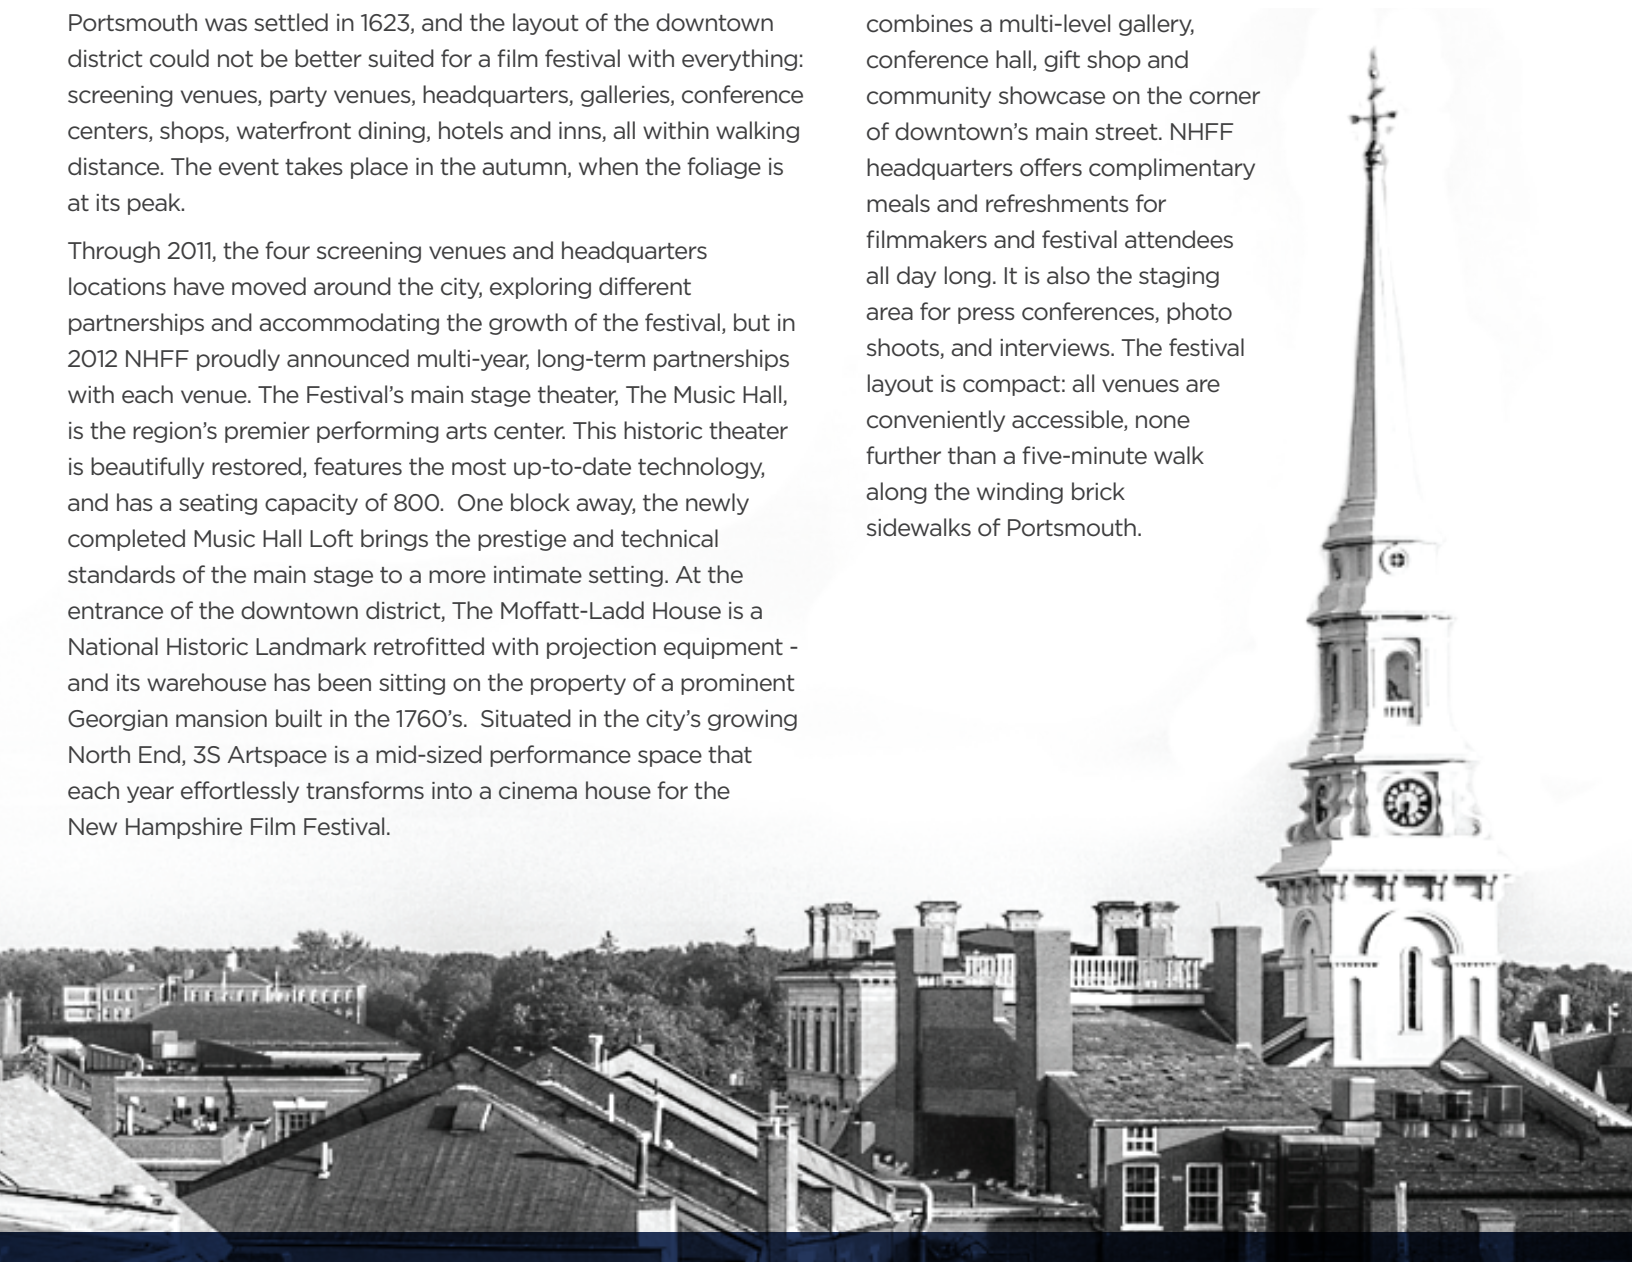 Portsmouth was settled in 1623, and the layout of the downtown
district could not be better suited for a film festival with everything:
screening venues, party venues, headquarters, galleries, conference
centers, shops, waterfront dining, hotels and inns, all within walking
distance. The event takes place in the autumn, when the foliage is
at its peak.
Through 2011, the four screening venues and headquarters
locations have moved around the city, exploring different
partnerships and accommodating the growth of the festival, but in
2012 NHFF proudly announced multi-year, long-term partnerships
with each venue. The Festival’s main stage theater, The Music Hall,
is the region’s premier performing arts center. This historic theater
is beautifully restored, features the most up-to-date technology,
and has a seating capacity of 800.  One block away, the newly
completed Music Hall Loft brings the prestige and technical
standards of the main stage to a more intimate setting. At the
entrance of the downtown district, The Moffatt-Ladd House is a
National Historic Landmark retrofitted with projection equipment -
and its warehouse has been sitting on the property of a prominent
Georgian mansion built in the 1760’s.  Situated in the city’s growing
North End, 3S Artspace is a mid-sized performance space that
each year effortlessly transforms into a cinema house for the
New Hampshire Film Festival.
combines a multi-level gallery,
conference hall, gift shop and
community showcase on the corner
of downtown’s main street. NHFF
headquarters offers complimentary
meals and refreshments for
filmmakers and festival attendees
all day long. It is also the staging
area for press conferences, photo
shoots, and interviews. The festival
layout is compact: all venues are
conveniently accessible, none
further than a five-minute walk
along the winding brick
sidewalks of Portsmouth.